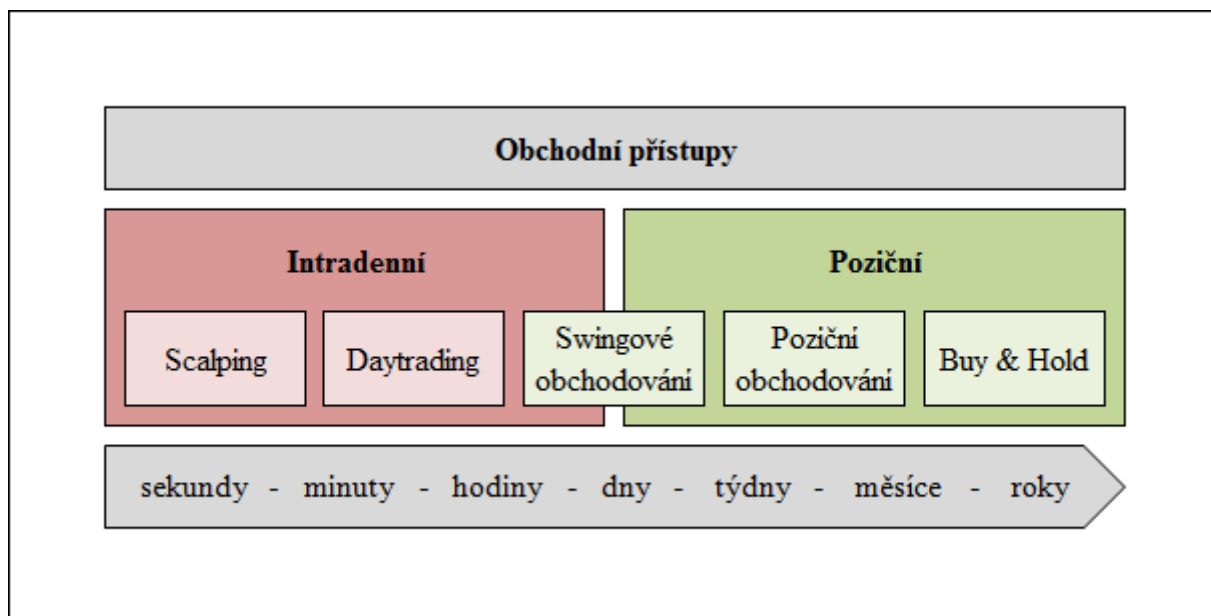 Obchodní přístupy
Intradenní
Poziční
Scalping
Daytrading
Swingové
obchodování
Poziční
obchodování
Buy & Hold
sekundy - minuty - hodiny - dny - týdny - měsíce - roky